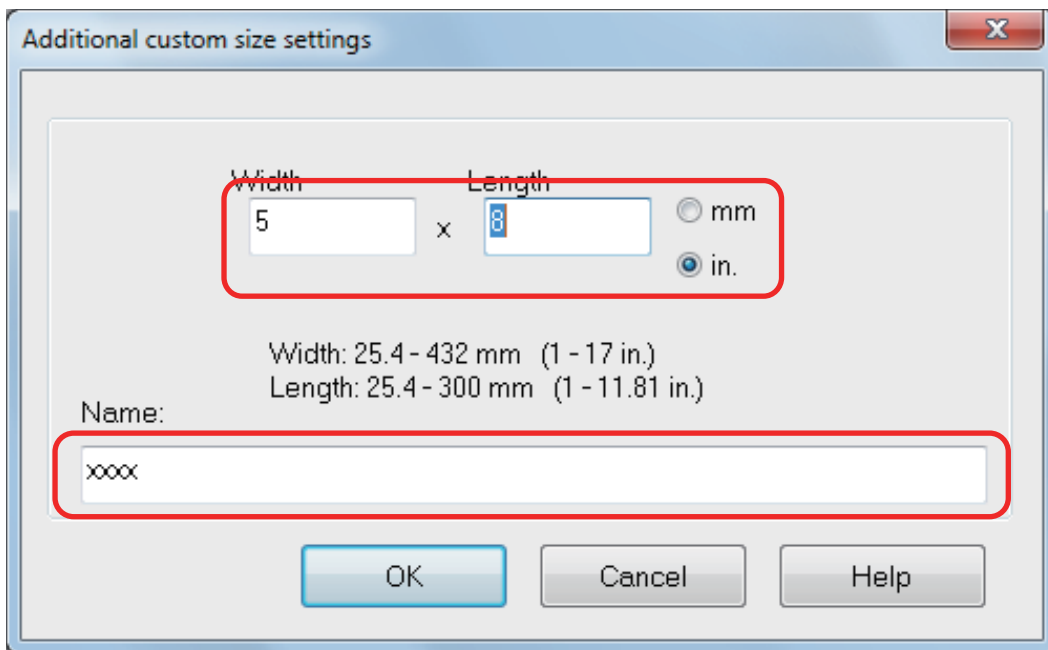 Additional custom size settings
Width Length
5 x 8 mm
in.
Width: 25.4 - 432 mm (1 - 17 in.)
Length: 25.4 - 300 mm (1 - 11.81 in.)
Name:
xxxx
OK Cancel Help